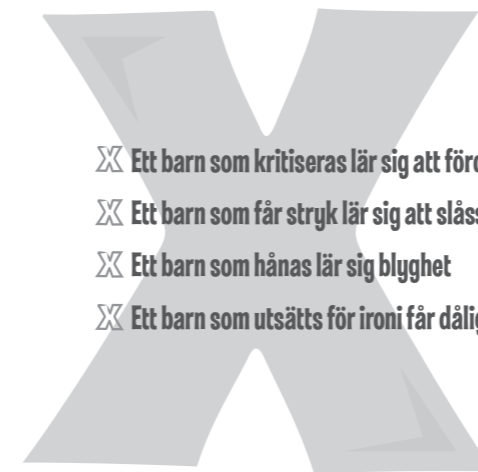 Ett barn som kritiseras lär sig att
Ett barn som får stryk lär sig att slåss
Ett barn som hånas lär sig blyghet
Ett barn som utsätts för ironi får